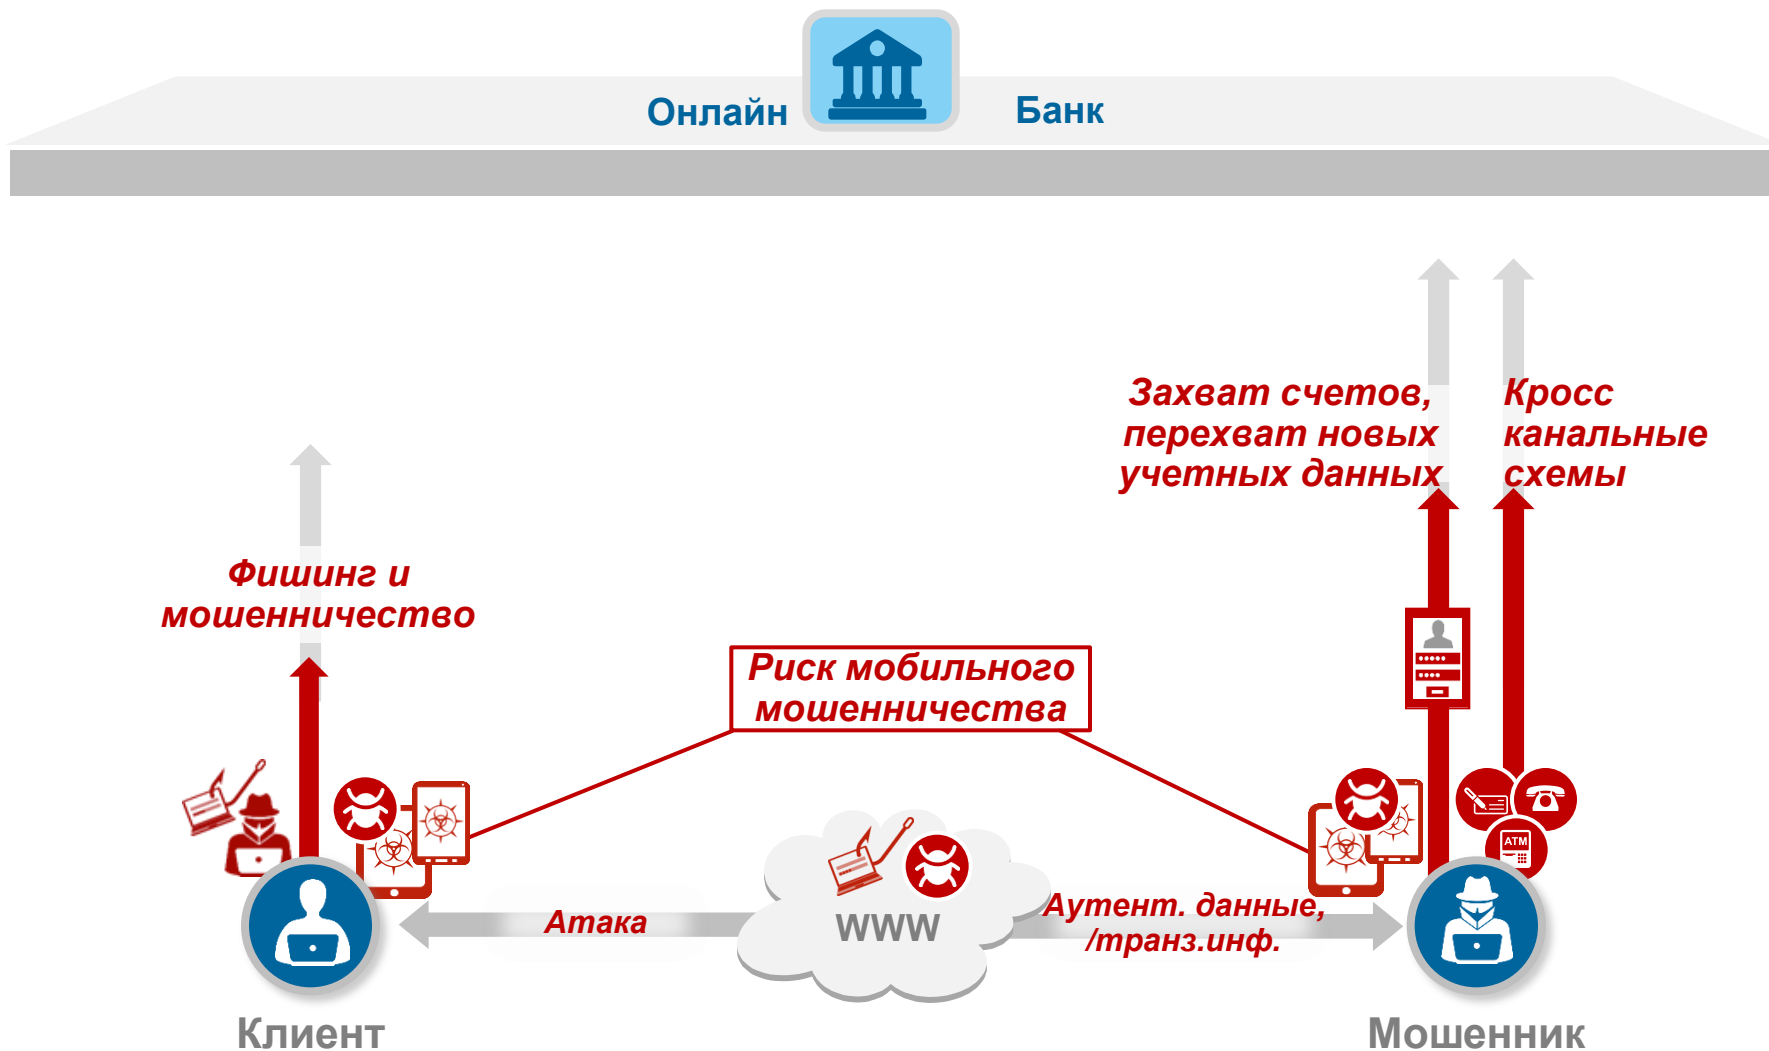 Онлайн
Банк
Захват счетов,
перехват новых
учетных данных
Кросс
канальные
схемы
Фишинг и
мошенничество
Риск мобильного
мошенничества
ATM
Атака
WWW
Аутент. данные,
/транз.инф.
Клиент
Мошенник